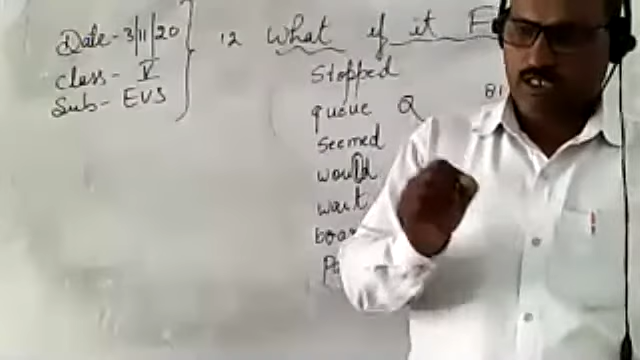 Date - 3/11/20
Class - V
Sub - EVS
12 What if it
Stopped
queue Q
Seemed
would
wait